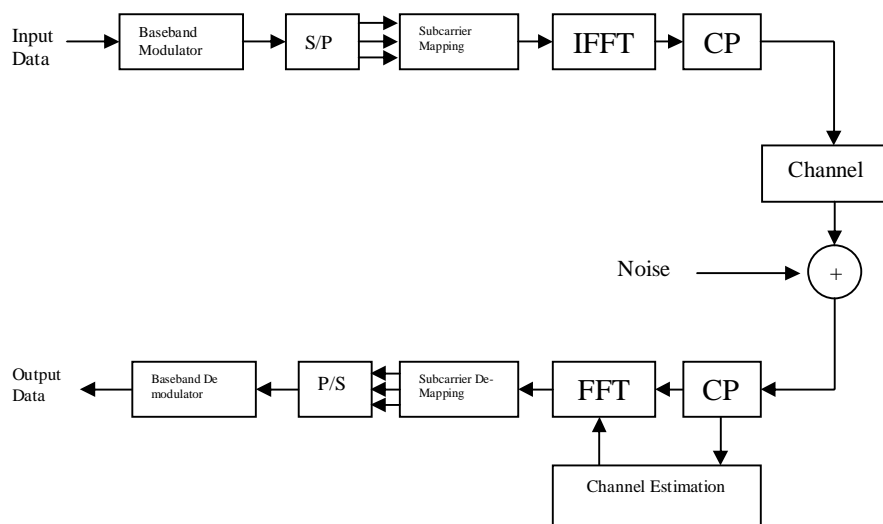 Input
Data
Baseband
Modulator
S/P
Subcarrier
Mapping
IFFT
CP
Channel
Noise
+
Output
Data
Baseband De
modulator
P/S
Subcarrier De-
Mapping
FFT
CP
Channel Estimation